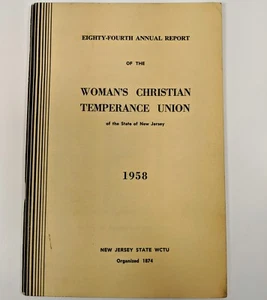 EIGHTY-FOURTH ANNUAL REPORT
OF THE
WOMAN'S CHRISTIAN
TEMPERANCE UNION
of the State of New Jersey
1958
NEW JERSEY STATE WCTU
Organized 1874